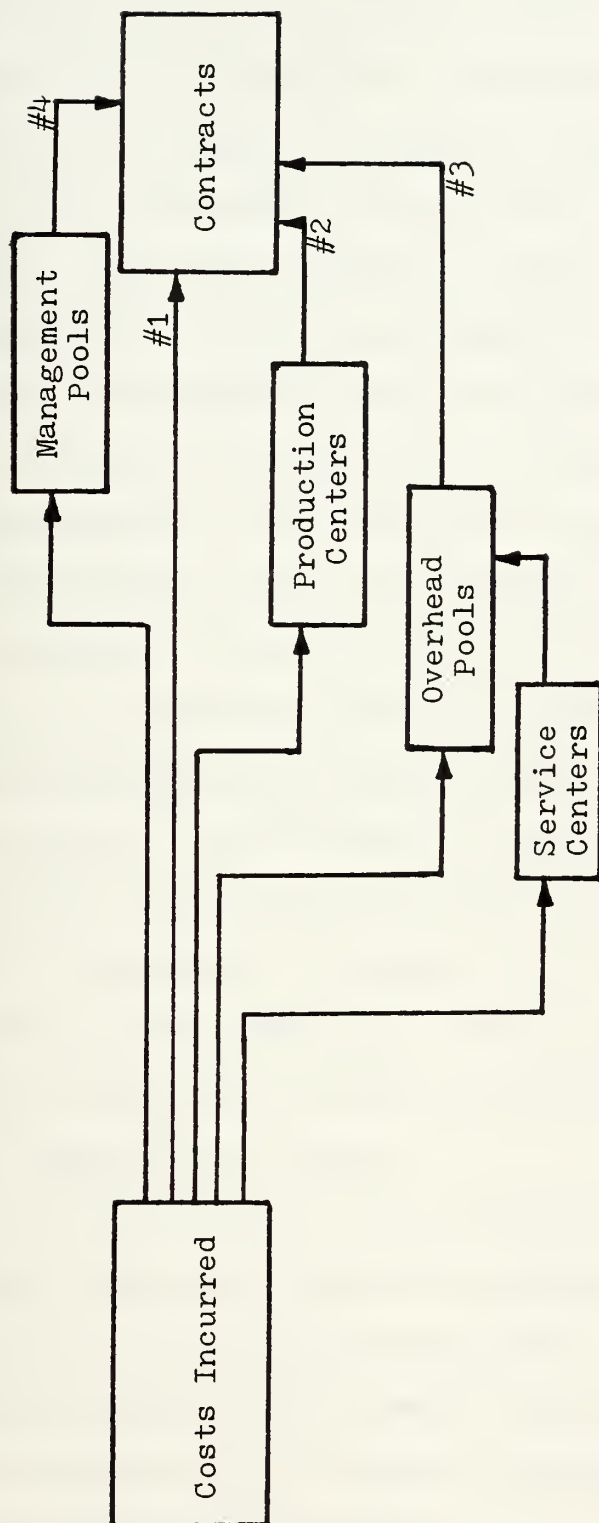 Costs Incurred
Management
Pools
#4
Contracts
#1
#2
Production
Centers
#3
Overhead
Pools
Service
Centers